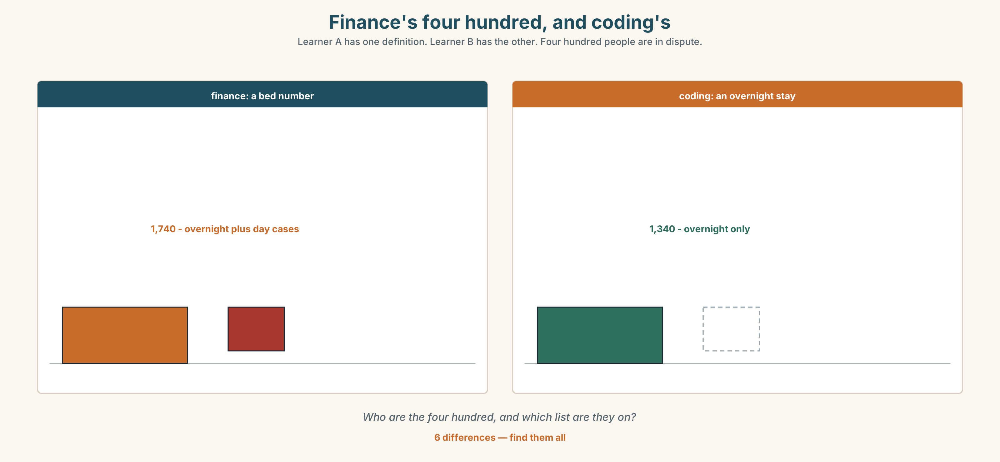 Finance's four hundred, and coding's
Learner A has one definition. Learner B has the other. Four hundred people are in dispute.
finance: a bed number
coding: an overnight stay
1,740 - overnight plus day cases
1,340 - overnight only
Who are the four hundred, and which list are they on?
6 differences — find them all